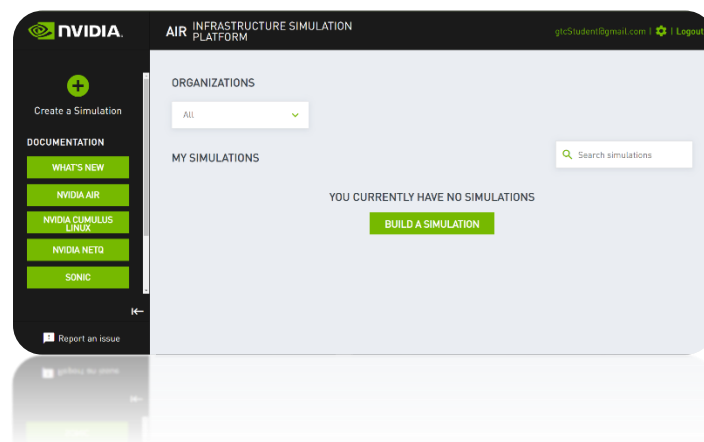 NVIDIA.
AIR INFRASTRUCTURE SIMULATION
PLATFORM
gtcStudent@gmail.com | | Logout
Create a Simulation
DOCUMENTATION
WHAT'S NEW
NVIDIA AIR
NVIDIA CUMULUS
LINUX
NVIDIA NETQ
SONIC
Report an issue
ORGANIZATIONS
All
MY SIMULATIONS
Search simulations
YOU CURRENTLY HAVE NO SIMULATIONS
BUILD A SIMULATION